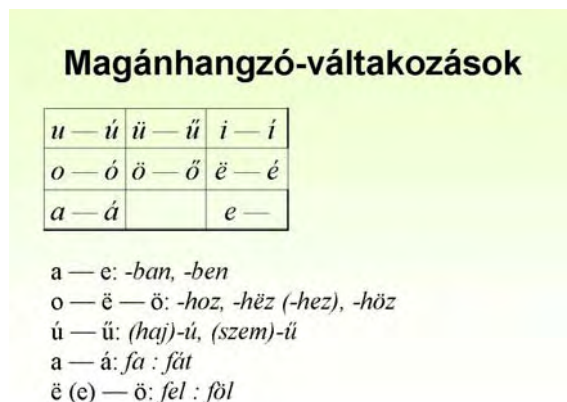 Magánhangzó-váltakozások
u — ú ü — ű i — í
o — ó ö — ő ë — é
a — á e —
a — e: -ban, -ben
o — ë — ö: -hoz, -hëz (-hez), -höz
ú — ű: (haj)-ú, (szem)-ű
a — á: fa : fát
ë (e) — ö: fel : föl